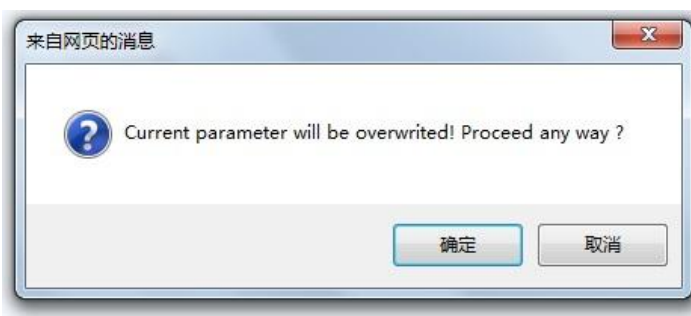 来自网页的消息
Current parameter will be overwrited! Proceed any way ?
确定 取消